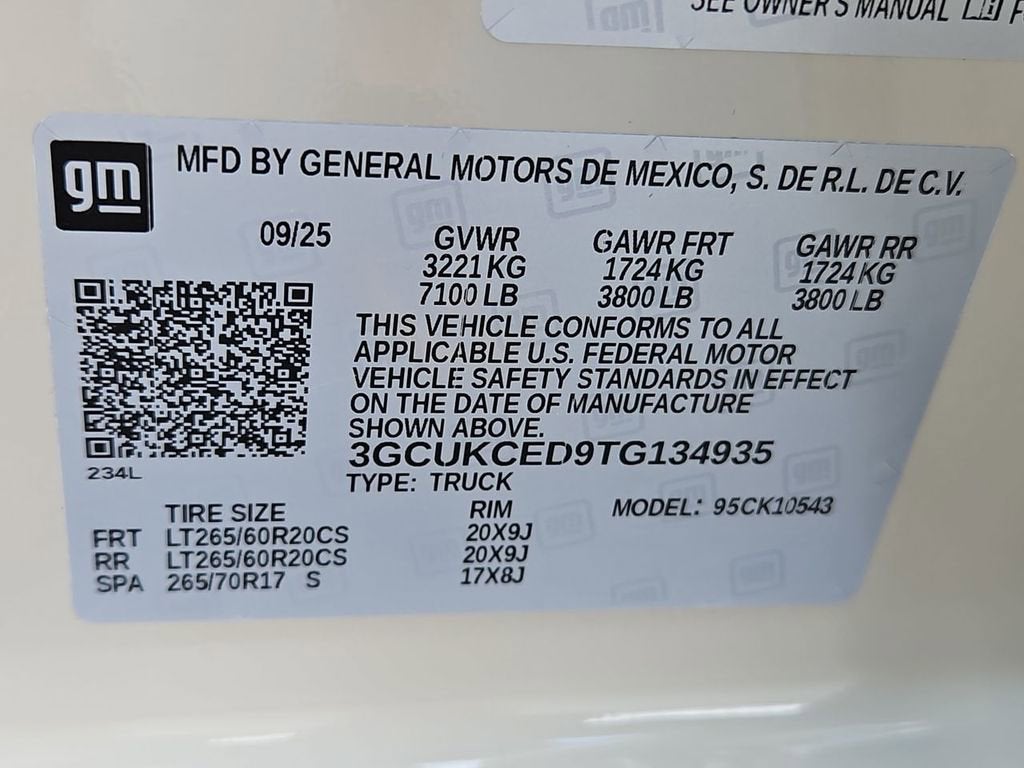 SEE OWNER'S MANUAL
gm
MFD BY GENERAL MOTORS DE MEXICO, S. DE R.L. DE C.V.
09/25 GVWR GAWR FRT GAWR RR
3221 KG 1724 KG 1724 KG
7100 LB 3800 LB 3800 LB
THIS VEHICLE CONFORMS TO ALL
APPLICABLE U.S. FEDERAL MOTOR
VEHICLE SAFETY STANDARDS IN EFFECT
ON THE DATE OF MANUFACTURE
SHOWN ABOVE.
3GCUKCED9TG134935
234L
TYPE: TRUCK
TIRE SIZE RIM MODEL: 95CK10543
FRT LT265/60R20CS 20X9J
RR LT265/60R20CS 20X9J
SPA 265/70R17 S 17X8J